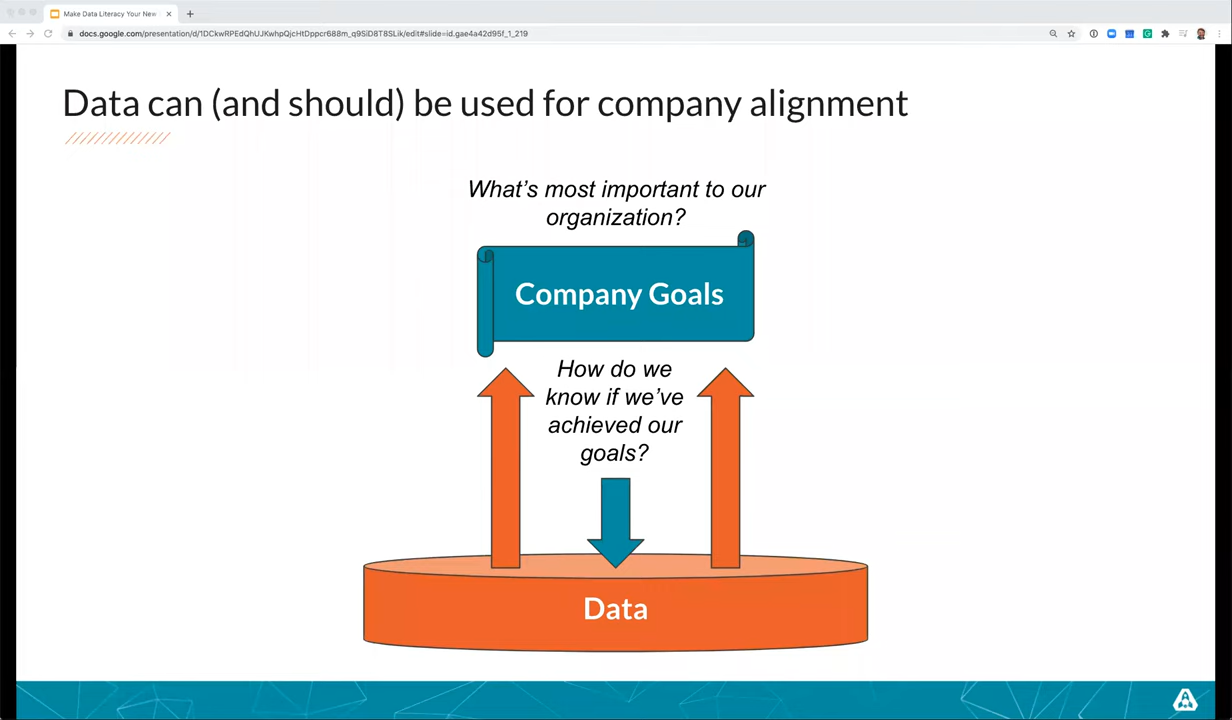 Make Data Literacy Your New
docs.google.com/presentation/d/1DCkwRPEdQhUJKwhpQjcHtDppcr688m_q9SiD8T8SLik/edit#slide=id.gae4a42d95f_1_219
Data can (and should) be used for company alignment
What's most important to our
organization?
Company Goals
How do we
know if we've
achieved our
goals?
Data